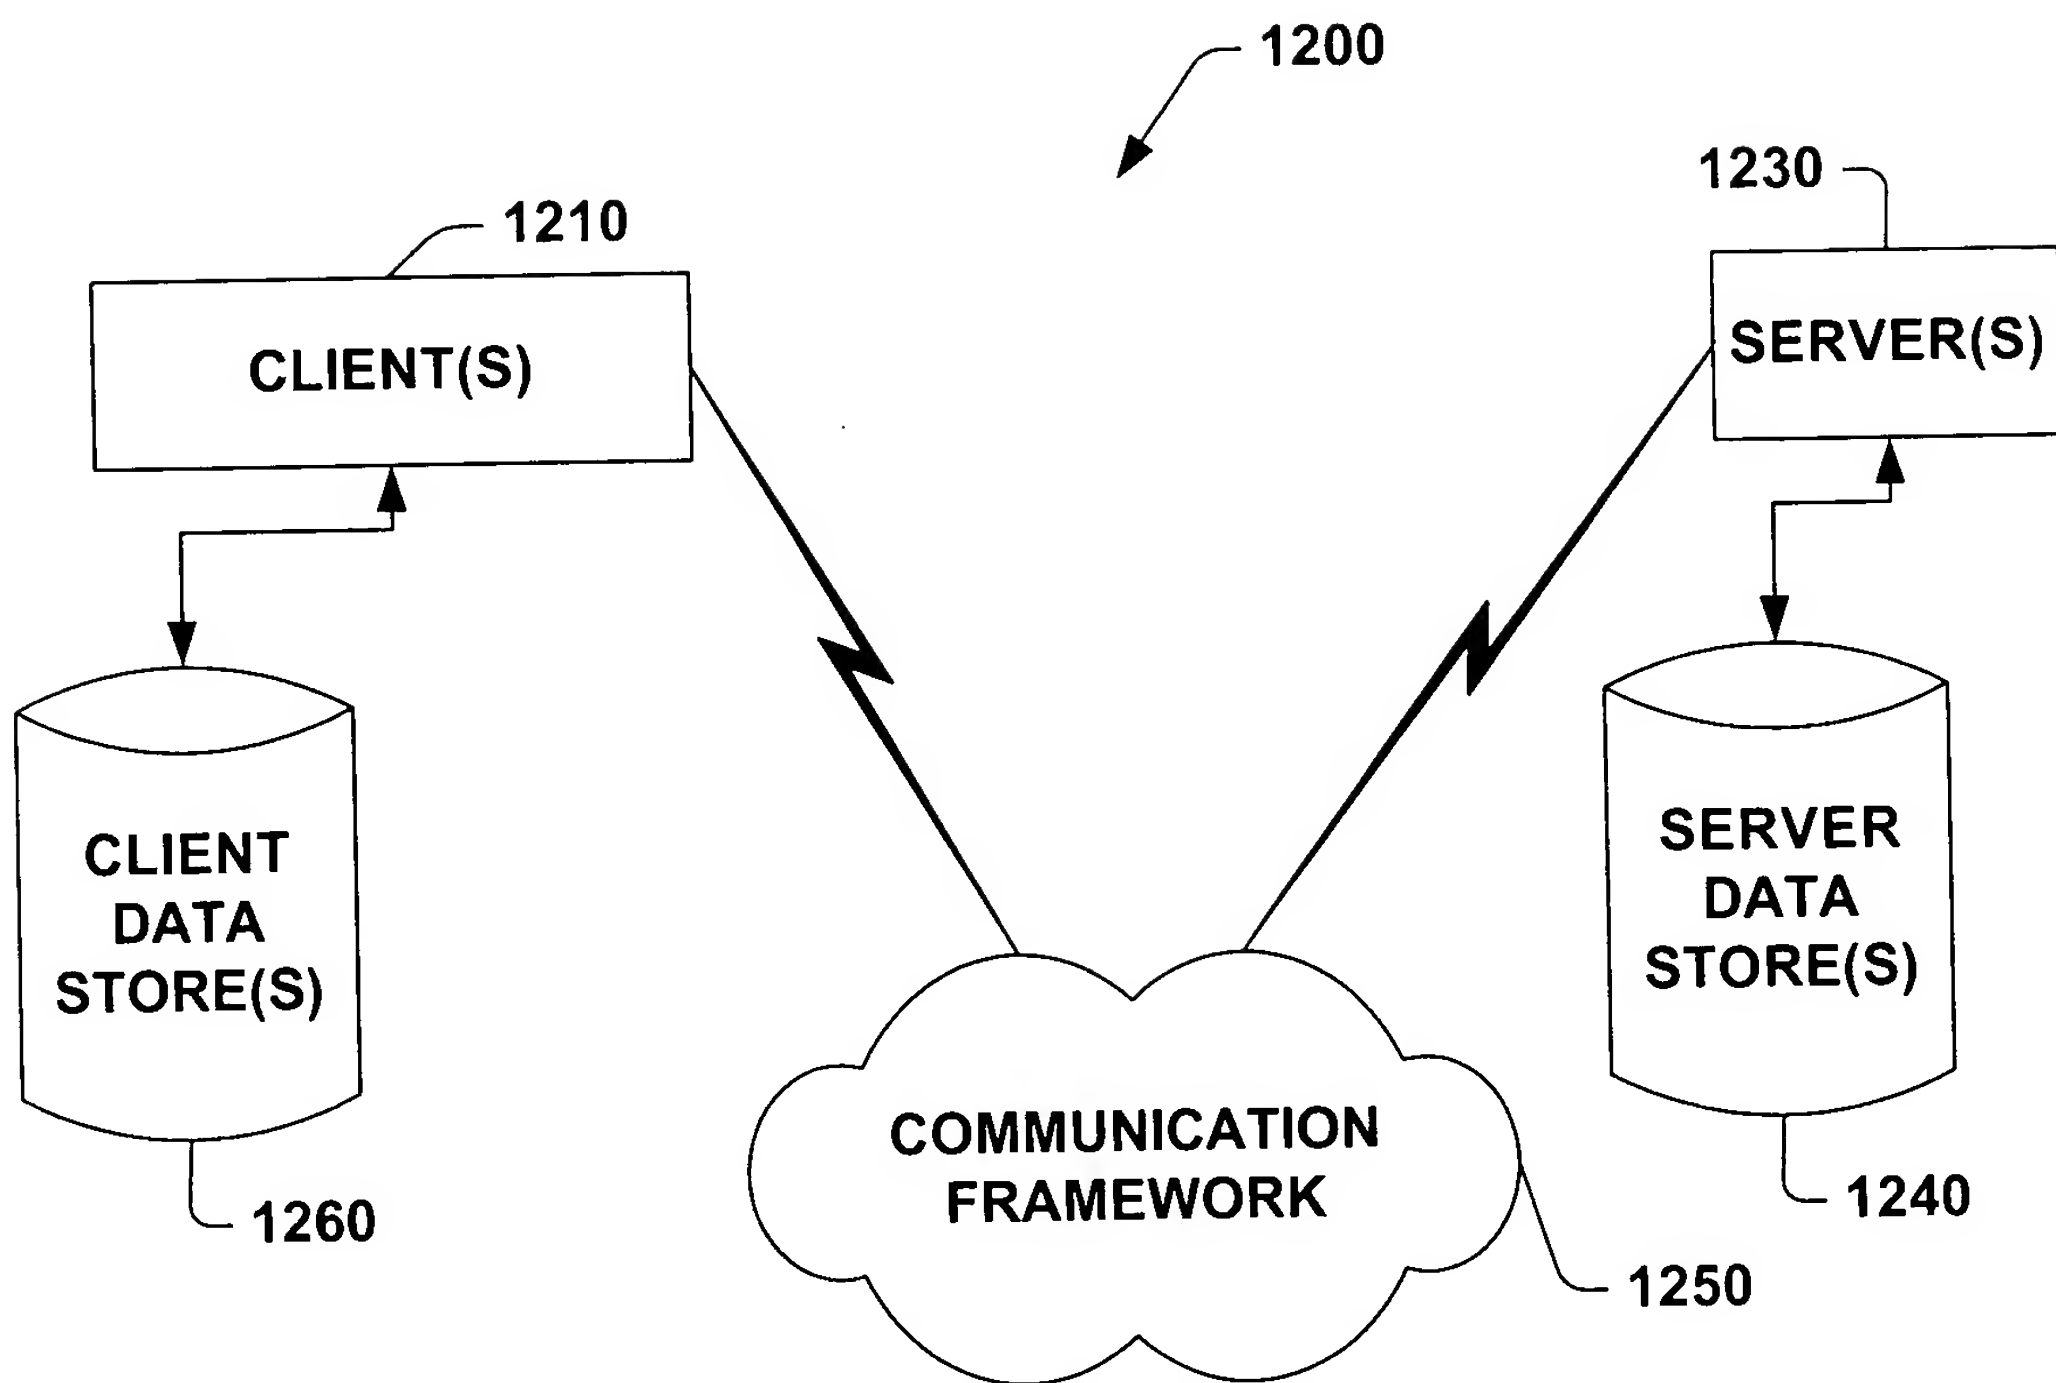 1200
1230
1210
CLIENT(S)
SERVER(S)
CLIENT
DATA
STORE(S)
SERVER
DATA
STORE(S)
COMMUNICATION
FRAMEWORK
1260
1240
1250